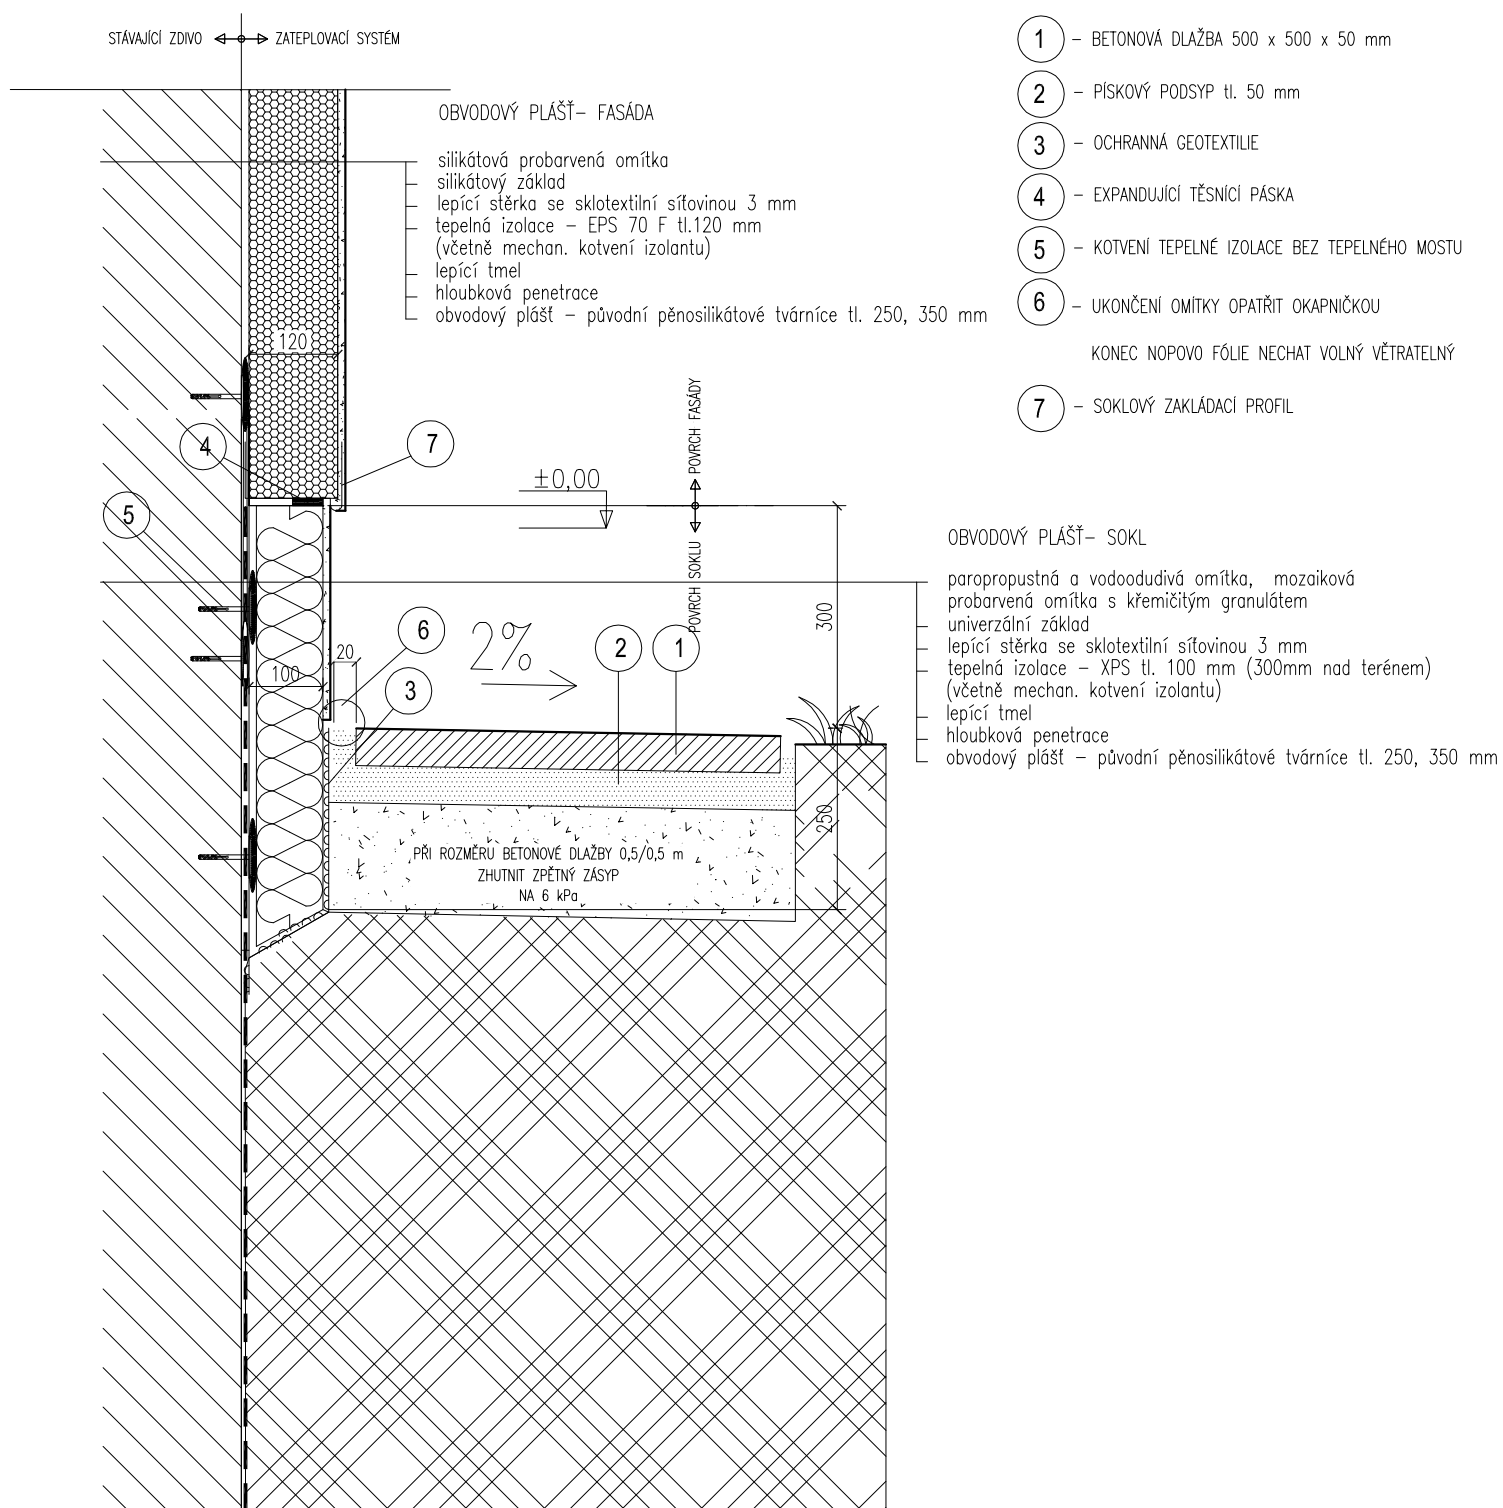 STÁVAJÍCÍ ZDIVO
ZATEPLOVACÍ SYSTÉM
OBVODOVÝ PLÁŠŤ– FASÁDA
silikátová probarvená omítka
silikátový základ
lepící stěrka se sklotextilní síťovinou 3 mm
tepelná izolace – EPS 70 F tl.120 mm
(včetně mechan. kotvení izolantu)
lepící tmel
hloubková penetrace
obvodový plášť – původní pěnosilikátové tvárnice tl. 250, 350 mm
1 – BETONOVÁ DLAŽBA 500 x 500 x 50 mm
2 – PÍSKOVÝ PODSYP tl. 50 mm
3 – OCHRANNÁ GEOTEXTILIE
4 – EXPANDUJÍCÍ TĚSNÍCÍ PÁSKA
5 – KOTVENÍ TEPELNÉ IZOLACE BEZ TEPELNÉHO MOSTU
6 – UKONČENÍ OMÍTKY OPATŘIT OKAPNIČKOU
KONEC NOPOVO FÓLIE NECHAT VOLNÝ VĚTRATELNÝ
7 – SOKLOVÝ ZAKLÁDACÍ PROFIL
120
4
7
5
±0,00
POVRCH FASÁDY
POVRCH SOKLU
300
OBVODOVÝ PLÁŠŤ– SOKL
paropropustná a vodoodudivá omítka, mozaiková
probarvená omítka s křemičitým granulátem
univerzální základ
lepící stěrka se sklotextilní síťovinou 3 mm
tepelná izolace – XPS tl. 100 mm (300mm nad terénem)
(včetně mechan. kotvení izolantu)
lepící tmel
hloubková penetrace
obvodový plášť – původní pěnosilikátové tvárnice tl. 250, 350 mm
6
2%
2
1
20
100
3
250
PŘI ROZMĚRU BETONOVÉ DLAŽBY 0,5/0,5 m
ZHUTNIT ZPĚTNÝ ZÁSYP
NA 6 kPa